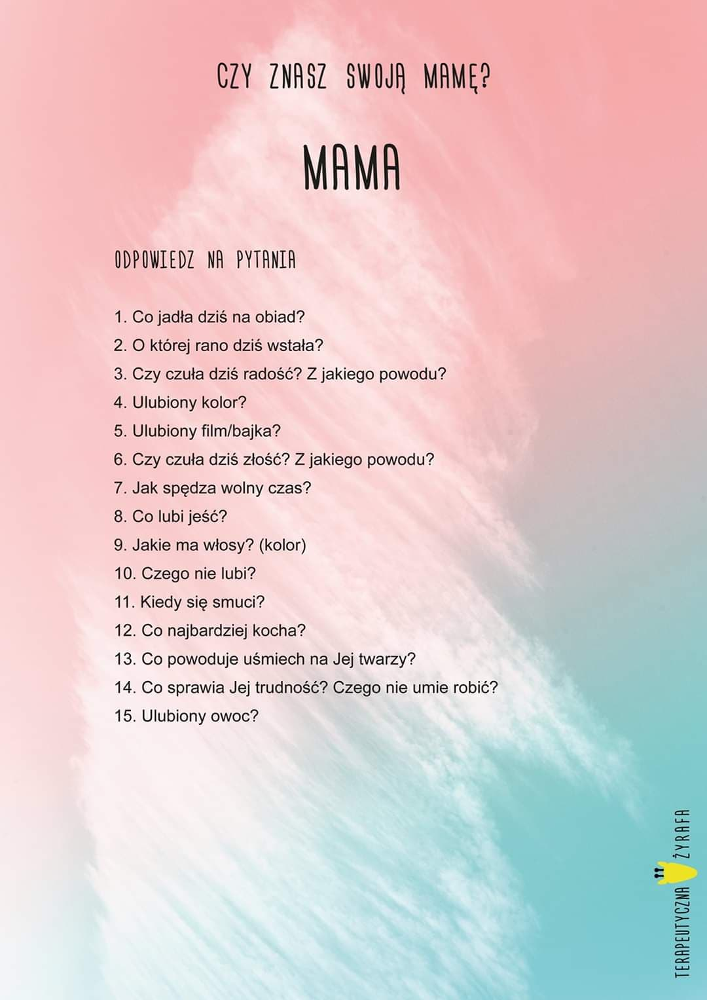 CZY ZNASZ SWOJĄ MAMĘ?
MAMA
ODPOWIEDZ NA PYTANIA
1. Co jadła dziś na obiad?
2. O której rano dziś wstała?
3. Czy czuła dziś radość? Z jakiego powodu?
4. Ulubiony kolor?
5. Ulubiony film/bajka?
6. Czy czuła dziś złość? Z jakiego powodu?
7. Jak spędza wolny czas?
8. Co lubi jeść?
9. Jakie ma włosy? (kolor)
10. Czego nie lubi?
11. Kiedy się smuci?
12. Co najbardziej kocha?
13. Co powoduje uśmiech na Jej twarzy?
14. Co sprawia Jej trudność? Czego nie umie robić?
15. Ulubiony owoc?
TERAPEUTYCZNA ŻYRAFA